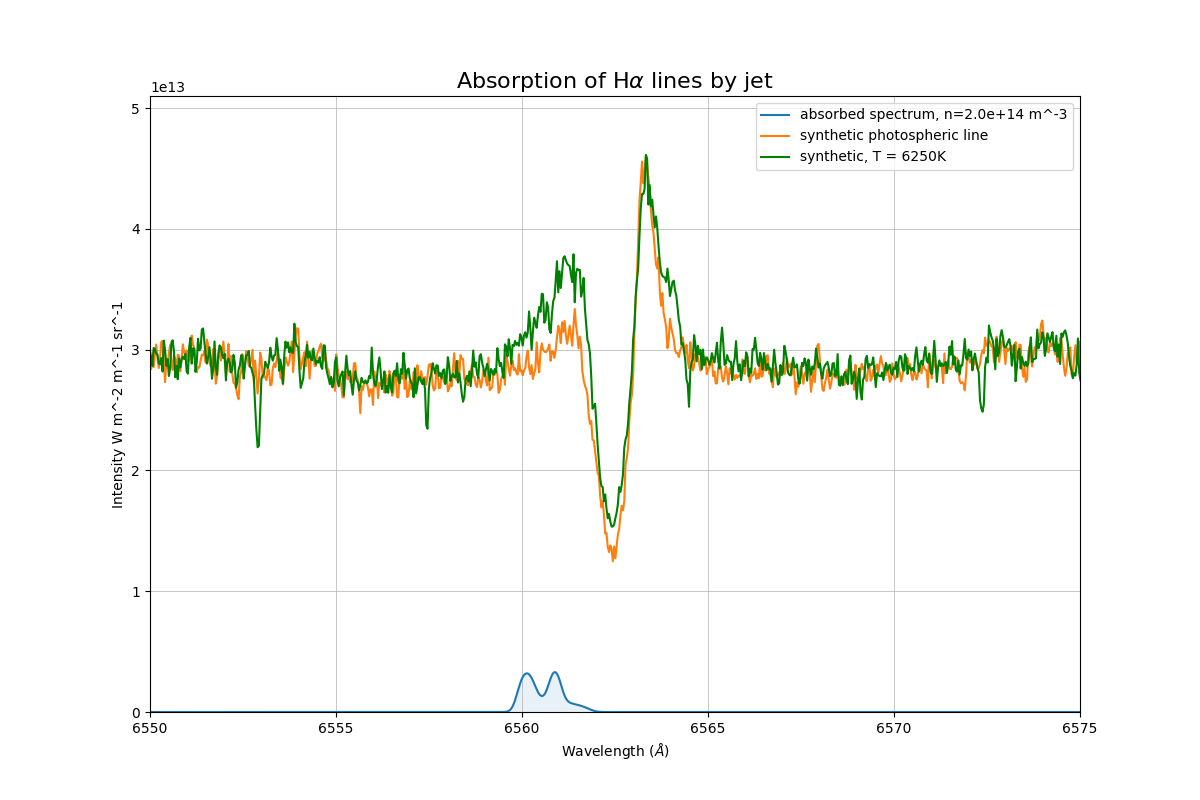 Absorption of Hα lines by jet
1e13
absorbed spectrum, n=2.0e+14 m^-3
synthetic photospheric line
synthetic, T = 6250K
5
4
3
2
1
0
Intensity W m^-2 m^-1 sr^-1
6550 6555 6560 6565 6570 6575
Wavelength (Å)